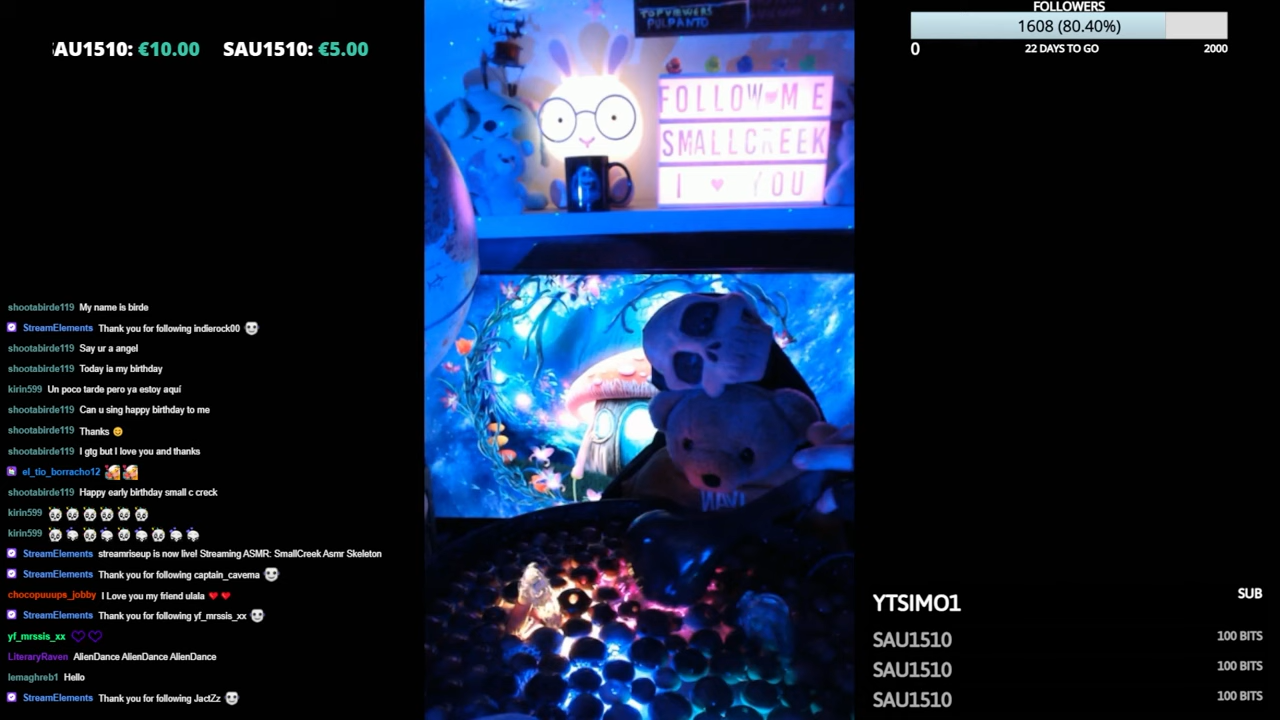 AU1510: €10.00 SAU1510: €5.00
TOPVIEWERS
PULPANTO
FOLLOW ME
SMALLCREEK
I ♥ YOU
FOLLOWERS
1608 (80.40%)
0 22 DAYS TO GO 2000
shootabirde119 My name is birde
StreamElements Thank you for following indierock00
shootabirde119 Say ur a angel
shootabirde119 Today ia my birthday
kirin599 Un poco tarde pero ya estoy aquí
shootabirde119 Can u sing happy birthday to me
shootabirde119 Thanks
shootabirde119 I gtg but I love you and thanks
el_tio_borracho12
shootabirde119 Happy early birthday small c creck
kirin599
kirin599
StreamElements streamriseup is now live! Streaming ASMR: SmallCreek Asmr Skeleton
StreamElements Thank you for following captain_cavema
chocopuuups_jobby I Love you my friend ulala
StreamElements Thank you for following yf_mrssis_xx
yf_mrssis_xx
LiteraryRaven AlienDance AlienDance AlienDance
lemaghreb1 Hello
StreamElements Thank you for following JactZz
YTSIMO1 SUB
SAU1510 100 BITS
SAU1510 100 BITS
SAU1510 100 BITS